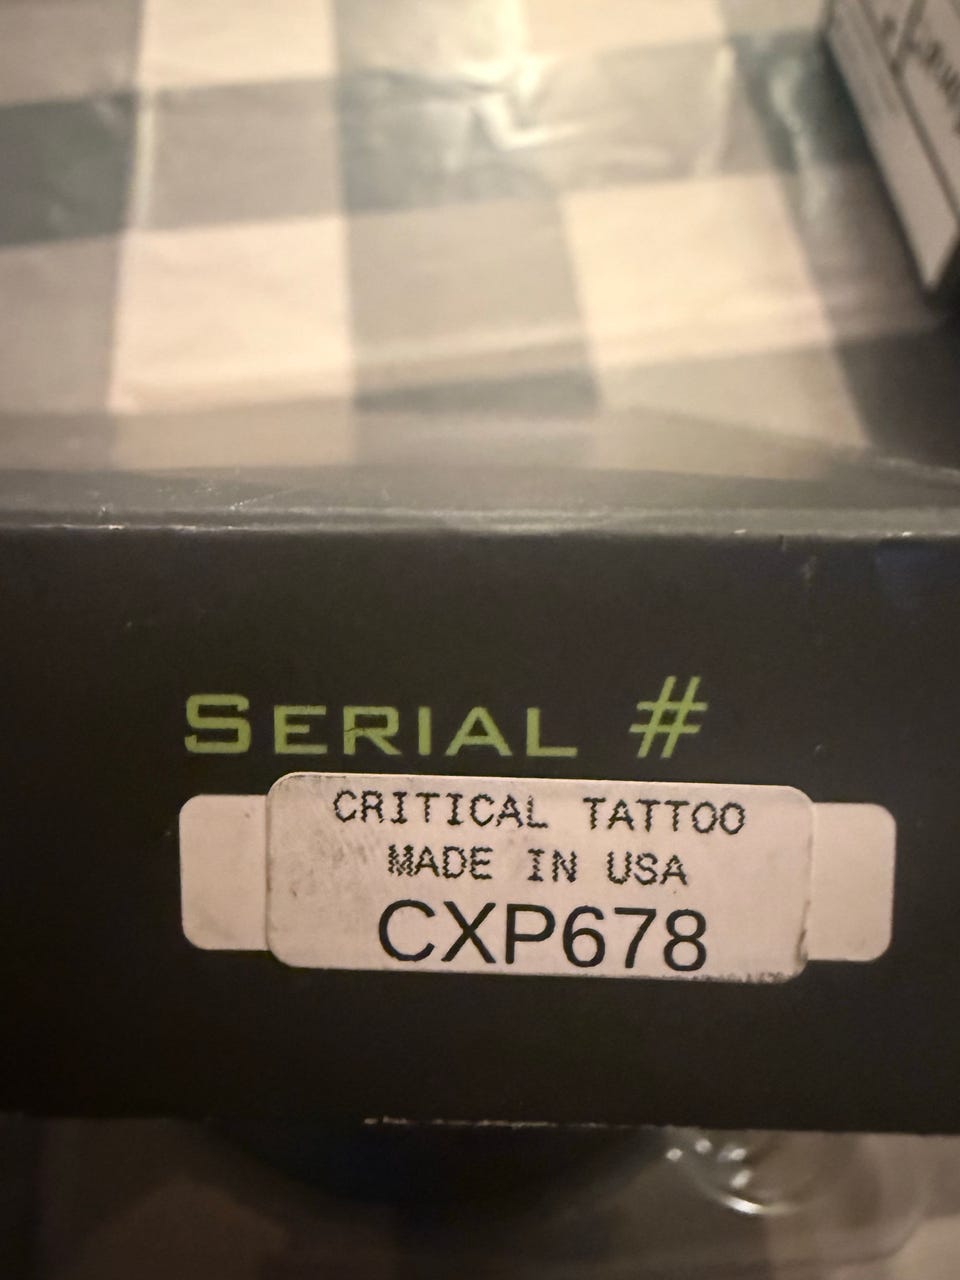 SERIAL #
CRITICAL TATTOO
MADE IN USA
CXP678